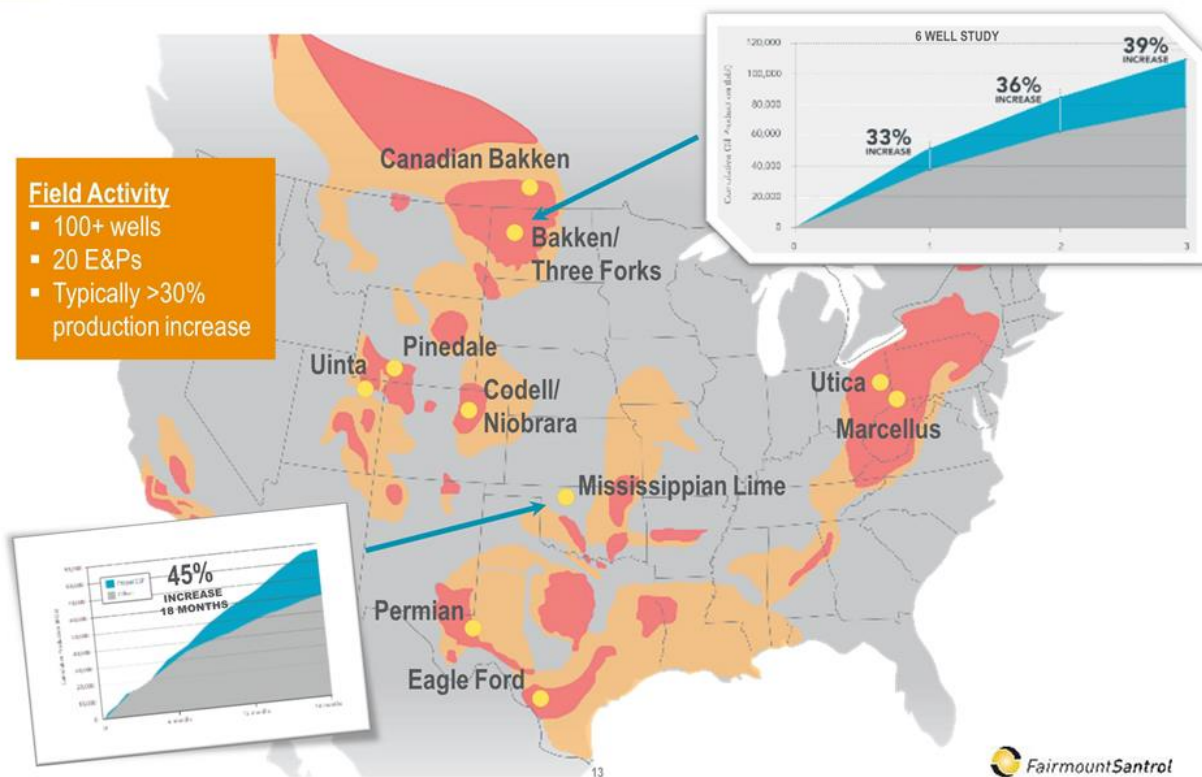 Field Activity
100+ wells
20 E&Ps
Typically >30%
production increase
Canadian Bakken
Bakken/
Three Forks
Pinedale
Uinta
Codell/
Niobrara
Utica
Marcellus
Mississippian Lime
Permian
Eagle Ford
6 WELL STUDY
120,000
100,000
80,000
60,000
40,000
20,000
0
33%
INCREASE
36%
INCREASE
39%
INCREASE
0
1
2
3
45%
INCREASE
18 MONTHS
13
FairmountSantrol